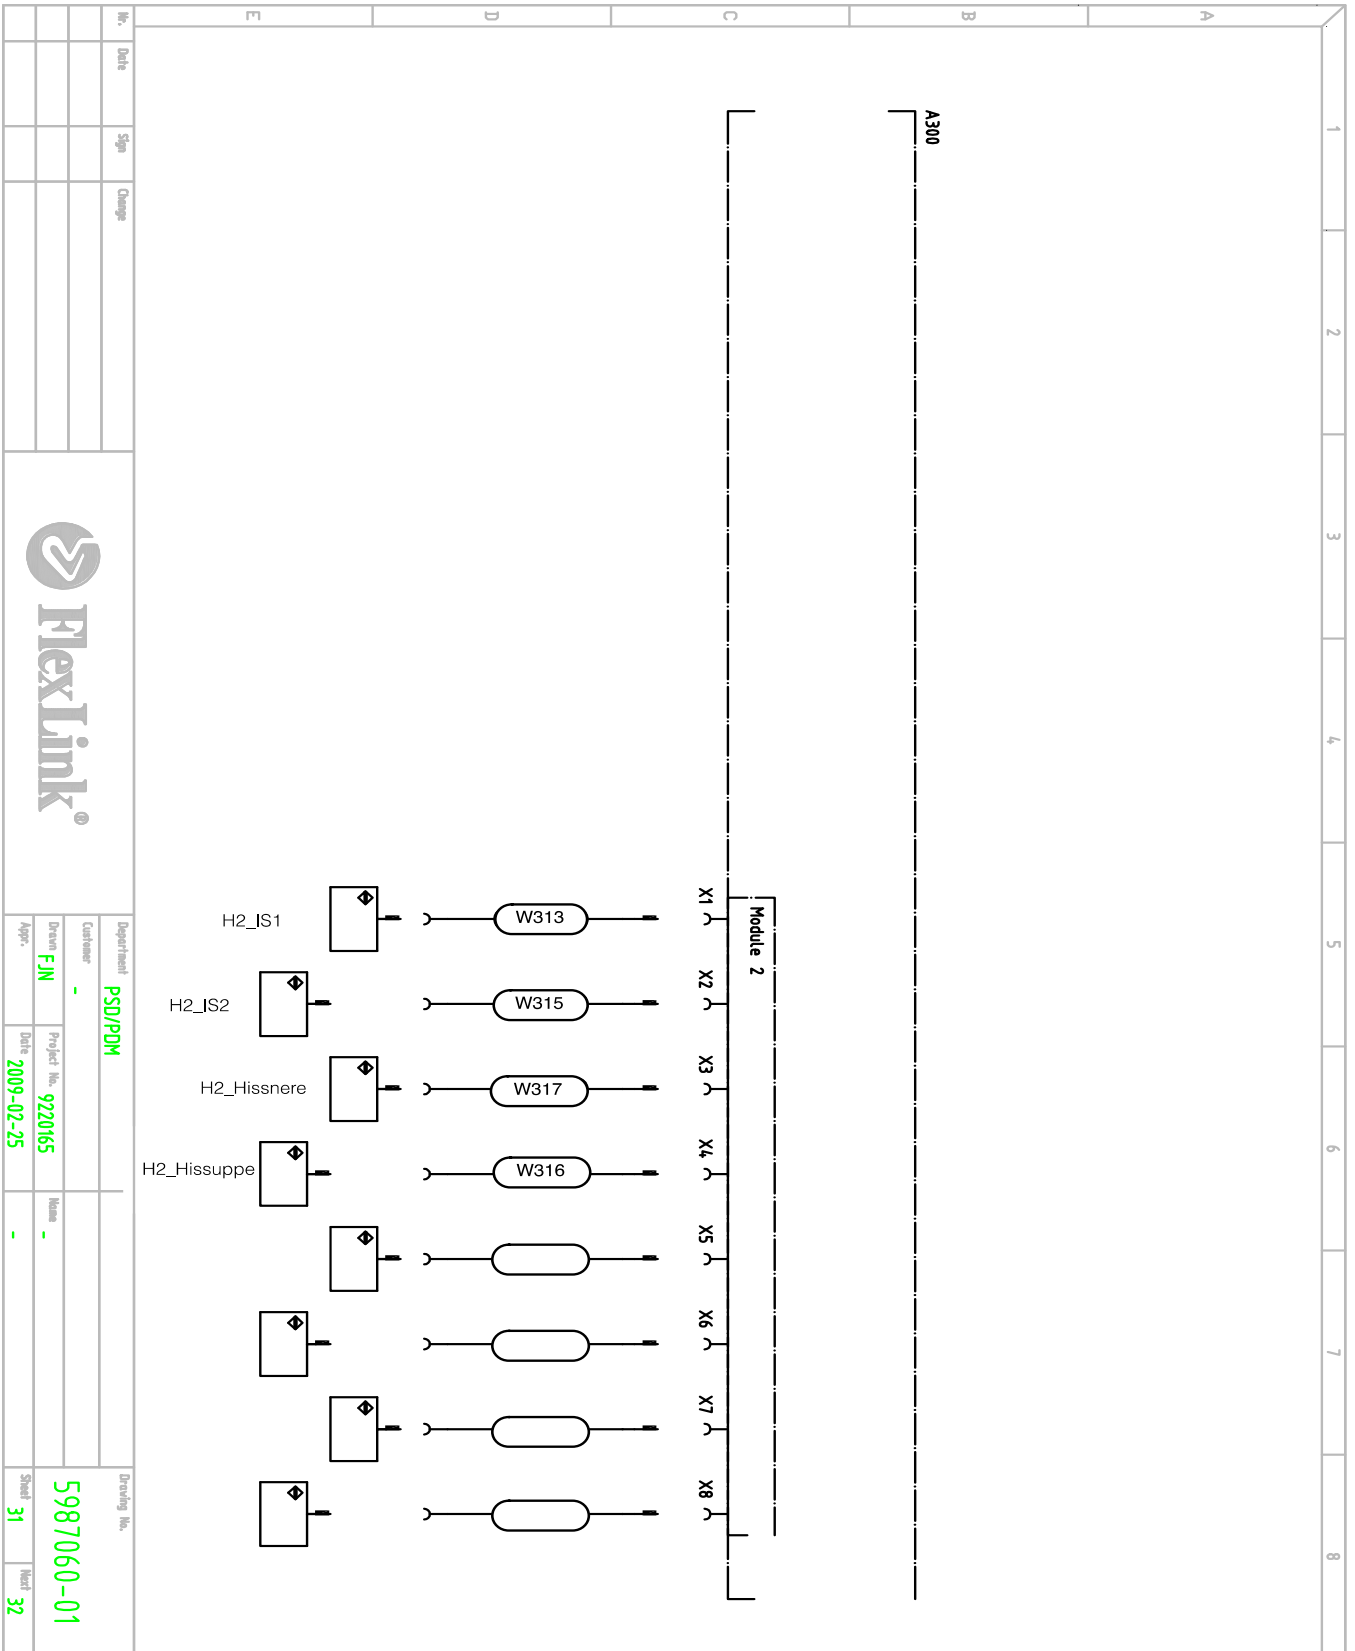 1
2
3
4
5
6
7
8
A
B
C
D
E
A300
Module 2
X1
X2
X3
X4
X5
X6
X7
X8
W313
W315
W317
W316
H2_IS1
H2_IS2
H2_Hissnere
H2_Hissuppe
Nr. Date Sign Change
FlexLink®
Department PSD/PDM
Customer -
Drawn FJN
Project No. 9220165
Name -
Appr.
Date 2009-02-25
-
Drawing No.
5987060-01
Sheet 31
Next 32